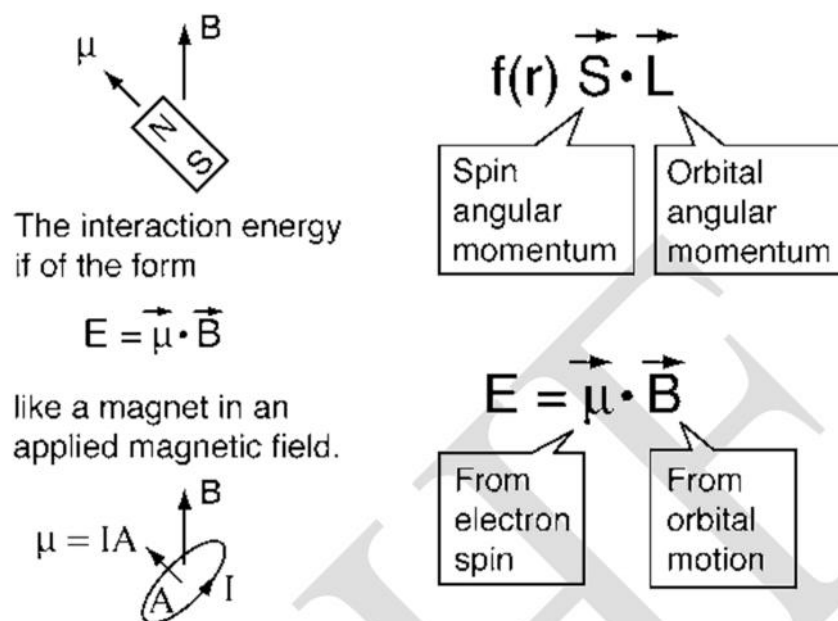 μ
B
N
S
The interaction energy
if of the form
E = μ · B
like a magnet in an
applied magnetic field.
B
μ = IA
A
I
f(r) S · L
Spin
angular
momentum
Orbital
angular
momentum
E = μ · B
From
electron
spin
From
orbital
motion